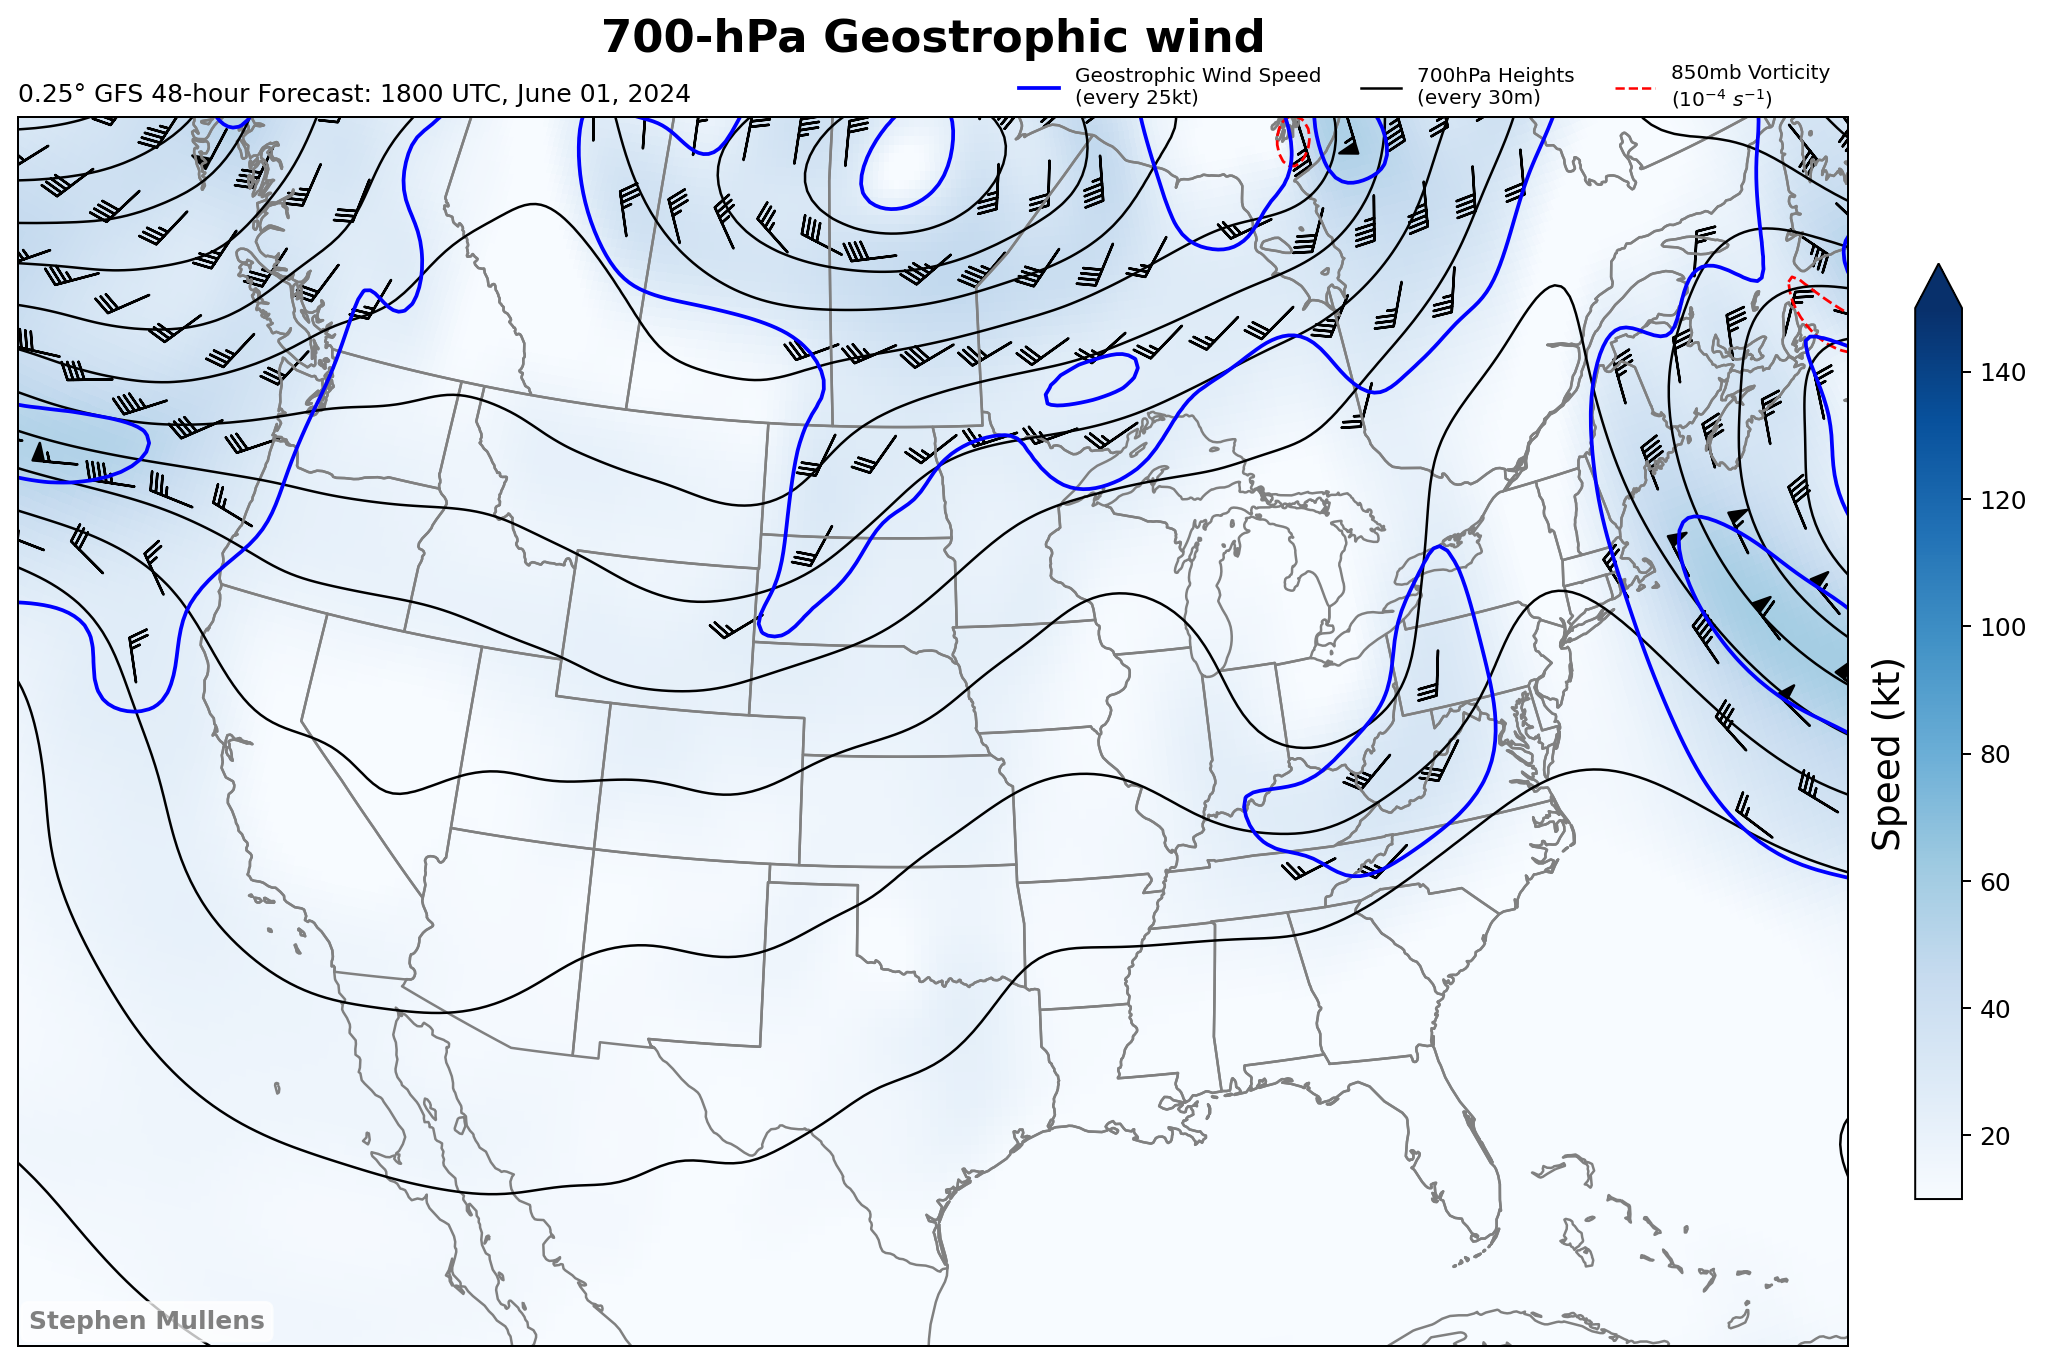 700-hPa Geostrophic wind
0.25° GFS 48-hour Forecast: 1800 UTC, June 01, 2024
Geostrophic Wind Speed
(every 25kt)
700hPa Heights
(every 30m)
850mb Vorticity
(10⁻⁴ s⁻¹)
140
120
100
80
60
40
20
Speed (kt)
Stephen Mullens